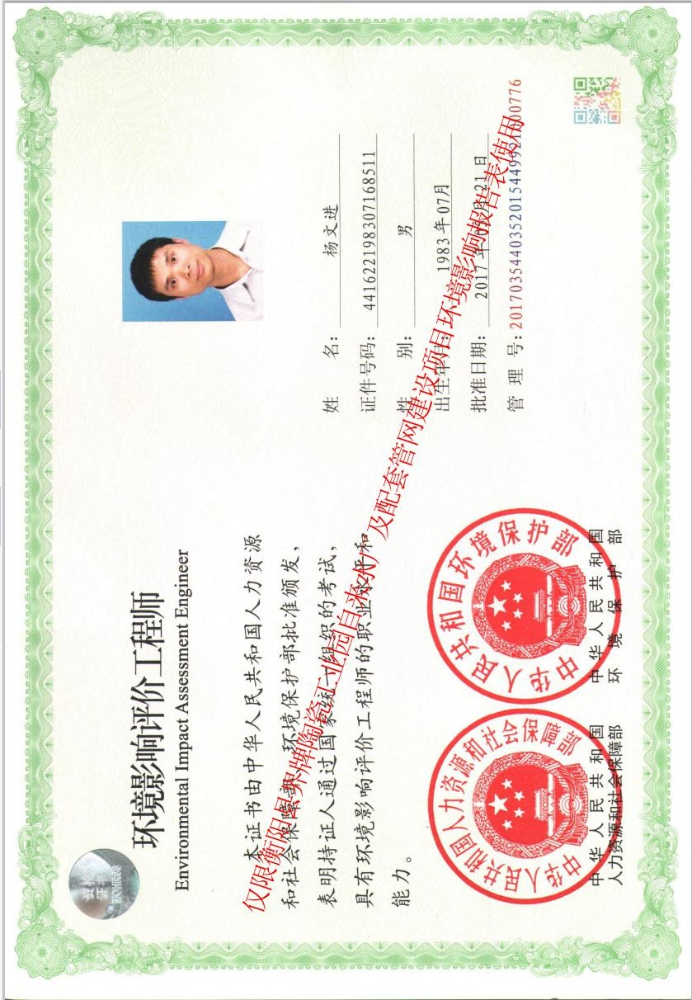 环境影响评价工程师
Environmental Impact Assessment Engineer
本证书由中华人民共和国人力资源
和社会保障部、环境保护部批准颁发，
表明持证人通过国家统一组织的考试，
具有环境影响评价工程师的职业水平和
能力。
中华人民共和国人力资源和社会保障部
中华人民共和国
人力资源和社会保障部
中华人民共和国环境保护部
中华人民共和国
环境保护部
姓 名： 杨文进
证件号码： 441622198307168511
性 别： 男
出生年月： 1983年07月
批准日期： 2017年 月21日
管 理 号：
仅限衡阳县界牌陶瓷工业园自来水厂及配套管网建设项目环境影响报告表使用